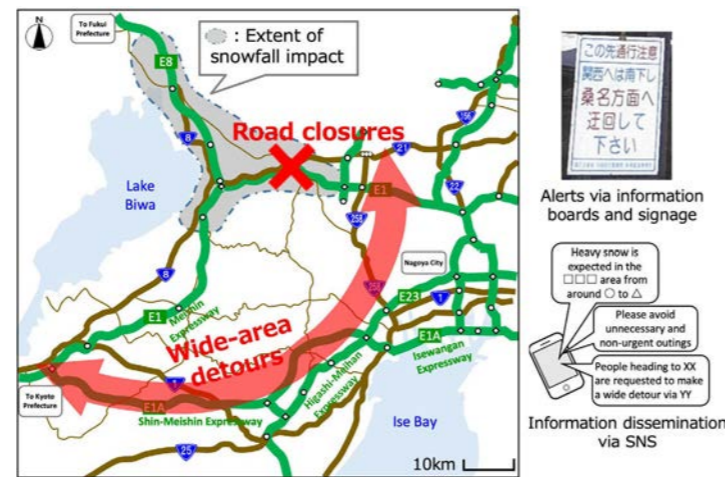 To Fukui
Prefecture
N
E8
: Extent of
snowfall impact
Road closures
8
21
156
Lake
Biwa
E1
22
258
8
Nagoya City
E1
Meishin
Expressway
E23
1
258
E1A
Wide-area
detours
Isewangan
Expressway
Higashi-Meihan
Expressway
1
To Kyoto
Prefecture
E1A
Shin-Meishin Expressway
Ise Bay
25
10km
この先通行注意
関西へは南下し
桑名方面へ
迂回して
下さい
Alerts via information
boards and signage
Heavy snow is
expected in the
□□□ area from
around ○ to △
Please avoid
unnecessary and
non-urgent outings
People heading to XX
are requested to make
a wide detour via YY
Information dissemination
via SNS